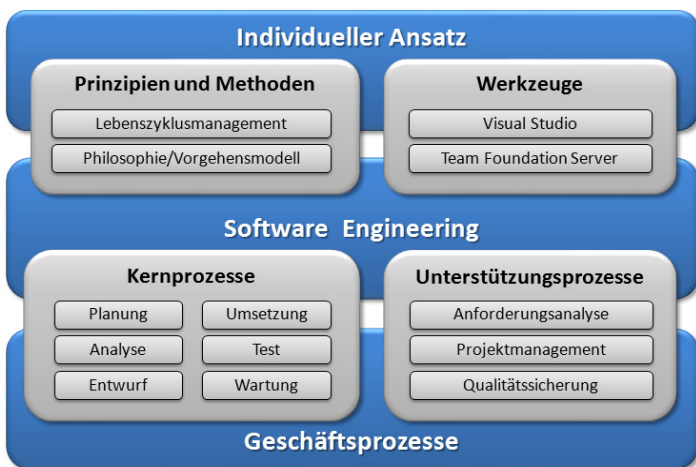 Individueller Ansatz
Prinzipien und Methoden
Lebenszyklusmanagement
Philosophie/Vorgehensmodell
Werkzeuge
Visual Studio
Team Foundation Server
Software Engineering
Kernprozesse
Planung
Umsetzung
Analyse
Test
Entwurf
Wartung
Unterstützungsprozesse
Anforderungsanalyse
Projektmanagement
Qualitätssicherung
Geschäftsprozesse